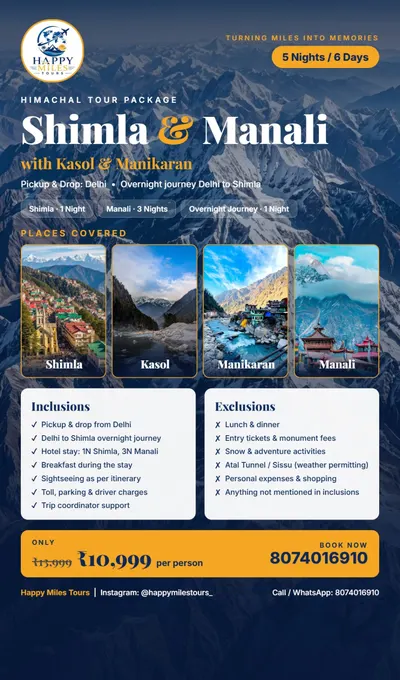 HAPPY
MILES
TOURS
TURNING MILES INTO MEMORIES
5 Nights / 6 Days
HIMACHAL TOUR PACKAGE
Shimla & Manali
with Kasol & Manikaran
Pickup & Drop: Delhi • Overnight journey Delhi to Shimla
Shimla · 1 Night
Manali · 3 Nights
Overnight Journey · 1 Night
PLACES COVERED
Shimla
Kasol
Manikaran
Manali
Inclusions
✓ Pickup & drop from Delhi
✓ Delhi to Shimla overnight journey
✓ Hotel stay: 1N Shimla, 3N Manali
✓ Breakfast during the stay
✓ Sightseeing as per itinerary
✓ Toll, parking & driver charges
✓ Trip coordinator support
Exclusions
✗ Lunch & dinner
✗ Entry tickets & monument fees
✗ Snow & adventure activities
✗ Atal Tunnel / Sissu (weather permitting)
✗ Personal expenses & shopping
✗ Anything not mentioned in inclusions
ONLY
₹13,999 ₹10,999 per person
BOOK NOW
8074016910
Happy Miles Tours | Instagram: @happymilestours_
Call / WhatsApp: 8074016910